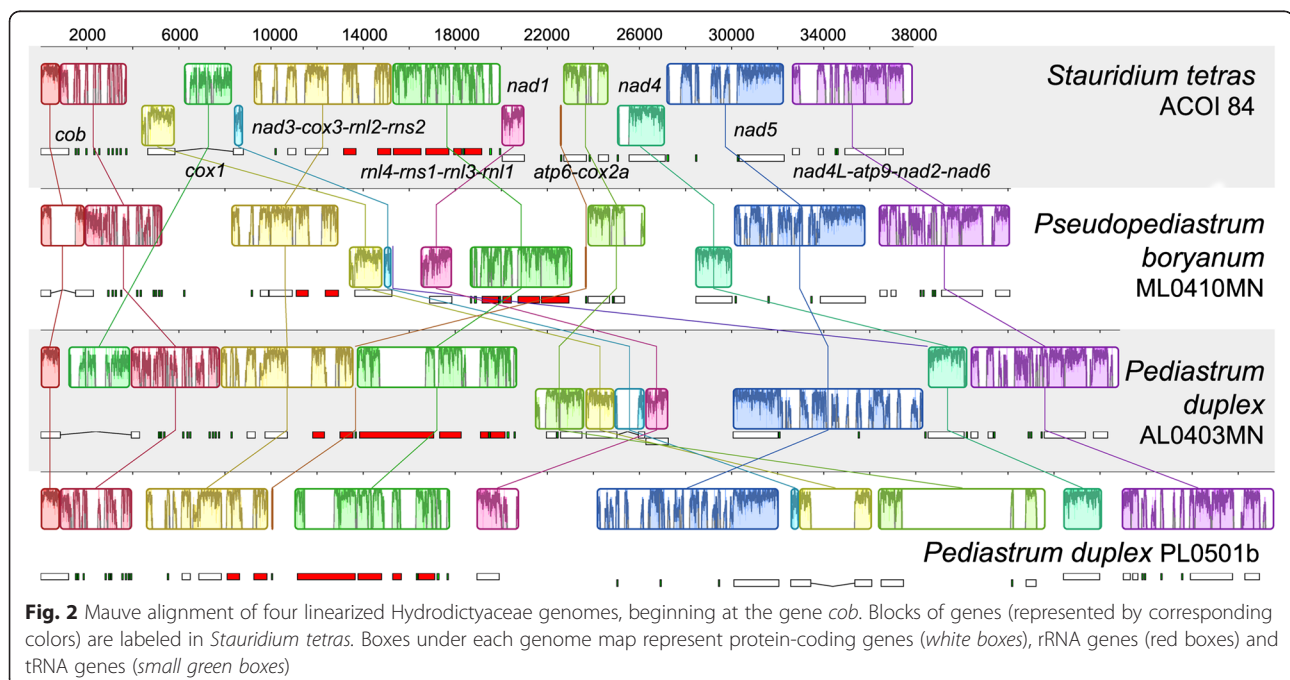 2000 6000 10000 14000 18000 22000 26000 30000 34000 38000
Stauridium tetras
ACOI 84
nad1
nad4
cob
nad3-cox3-rnl2-rns2
nad5
cox1
rnl4-rns1-rnl3-rnl1
atp6-cox2a
nad4L-atp9-nad2-nad6
Pseudopediastrum
boryanum
ML0410MN
Pediastrum
duplex
AL0403MN
Pediastrum duplex PL0501b
Fig. 2 Mauve alignment of four linearized Hydrodictyaceae genomes, beginning at the gene cob. Blocks of genes (represented by corresponding
colors) are labeled in Stauridium tetras. Boxes under each genome map represent protein-coding genes (white boxes), rRNA genes (red boxes) and
tRNA genes (small green boxes)